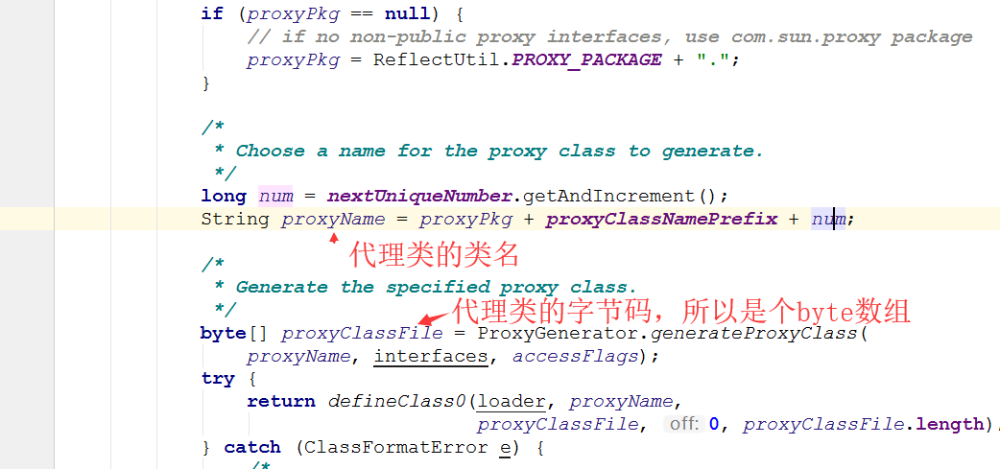 if (proxyPkg == null) {
// if no non-public proxy interfaces, use com.sun.proxy package
proxyPkg = ReflectUtil.PROXY_PACKAGE + ".";
}
/*
* Choose a name for the proxy class to generate.
*/
long num = nextUniqueNumber.getAndIncrement();
String proxyName = proxyPkg + proxyClassNamePrefix + num;
代理类的类名
/*
* Generate the specified proxy class.
*/
代理类的字节码，所以是个byte数组
byte[] proxyClassFile = ProxyGenerator.generateProxyClass(
proxyName, interfaces, accessFlags);
try {
return defineClass0(loader, proxyName,
proxyClassFile, off: 0, proxyClassFile.length);
} catch (ClassFormatError e) {
/*